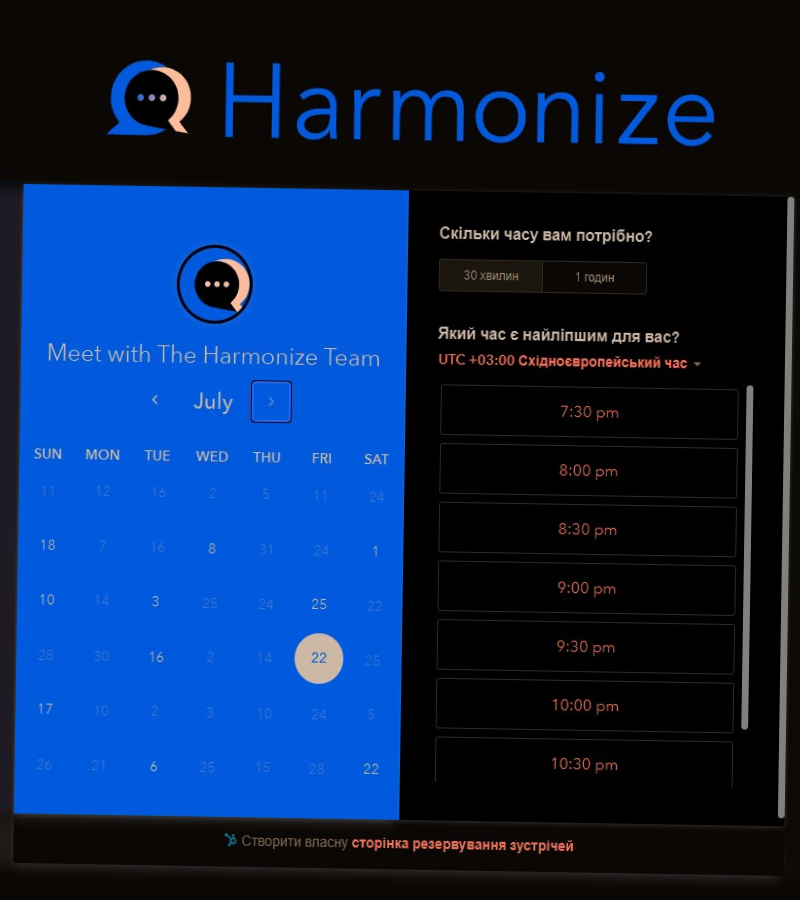 Harmonize
Meet with The Harmonize Team
July
SUN MON TUE WED THU FRI SAT
11 12 16 2 5 11 24
18 7 16 8 31 24 1
10 14 3 25 24 25 22
28 30 16 2 14 22 25
17 10 2 3 10 24 5
26 21 6 25 15 28 22
Скільки часу вам потрібно?
30 хвилин 1 годин
Який час є найліпшим для вас?
UTC +03:00 Східноєвропейський час
7:30 pm
8:00 pm
8:30 pm
9:00 pm
9:30 pm
10:00 pm
10:30 pm
Створити власну сторінка резервування зустрічей